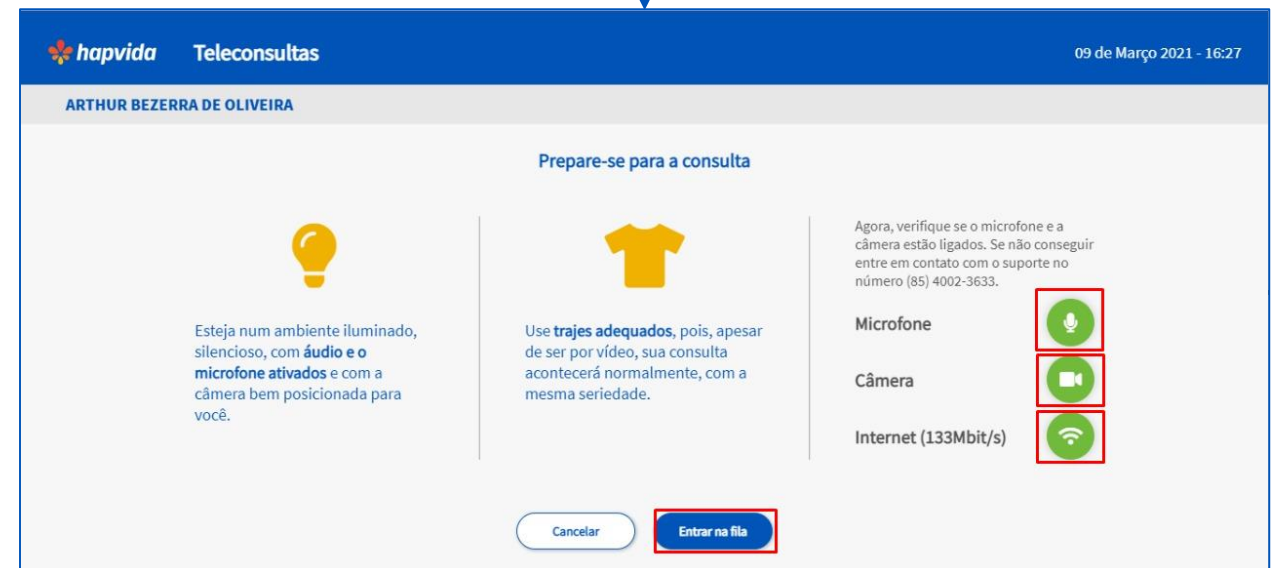 hapvida Teleconsultas 09 de Março 2021 - 16:27
ARTHUR BEZERRA DE OLIVEIRA
Prepare-se para a consulta
Esteja num ambiente iluminado,
silencioso, com áudio e o
microfone ativados e com a
câmera bem posicionada para
você.
Use trajes adequados, pois, apesar
de ser por vídeo, sua consulta
acontecerá normalmente, com a
mesma seriedade.
Agora, verifique se o microfone e a
câmera estão ligados. Se não conseguir
entre em contato com o suporte no
número (85) 4002-3633.
Microfone
Câmera
Internet (133Mbit/s)
Cancelar Entrar na fila